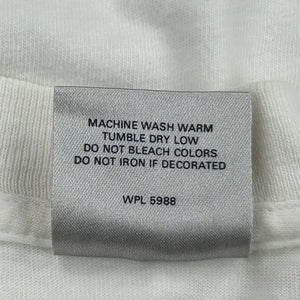 MACHINE WASH WARM
TUMBLE DRY LOW
DO NOT BLEACH COLORS
DO NOT IRON IF DECORATED
WPL 5988